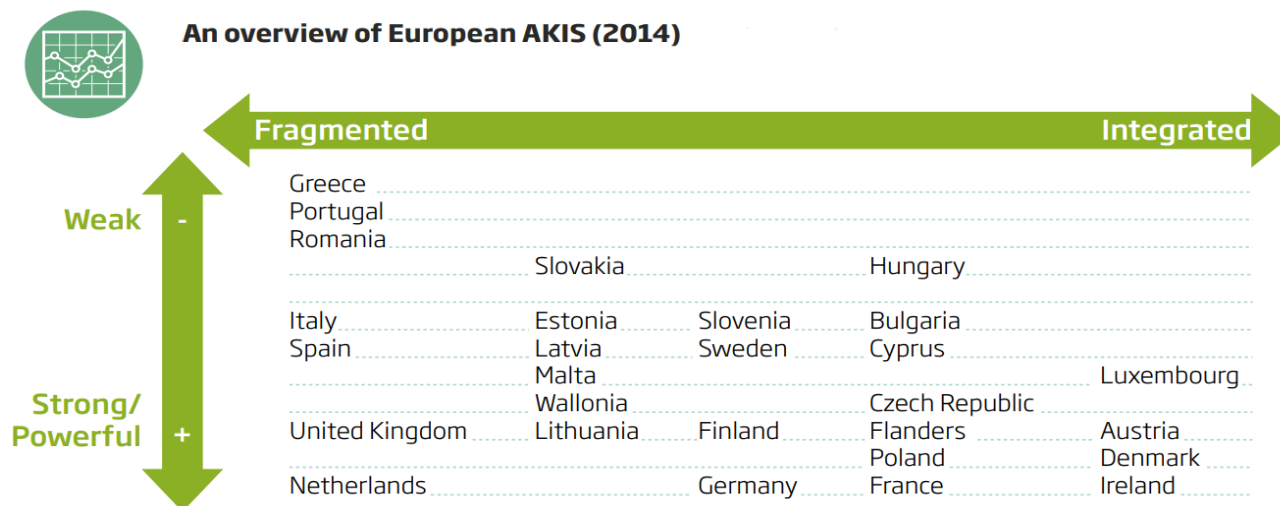 An overview of European AKIS (2014)
Fragmented Integrated
Weak -
Greece
Portugal
Romania
Slovakia Hungary
Italy Estonia Slovenia Bulgaria
Spain Latvia Sweden Cyprus
Malta Luxembourg
Strong/
Powerful +
Wallonia Czech Republic
United Kingdom Lithuania Finland Flanders Austria
Poland Denmark
Netherlands Germany France Ireland